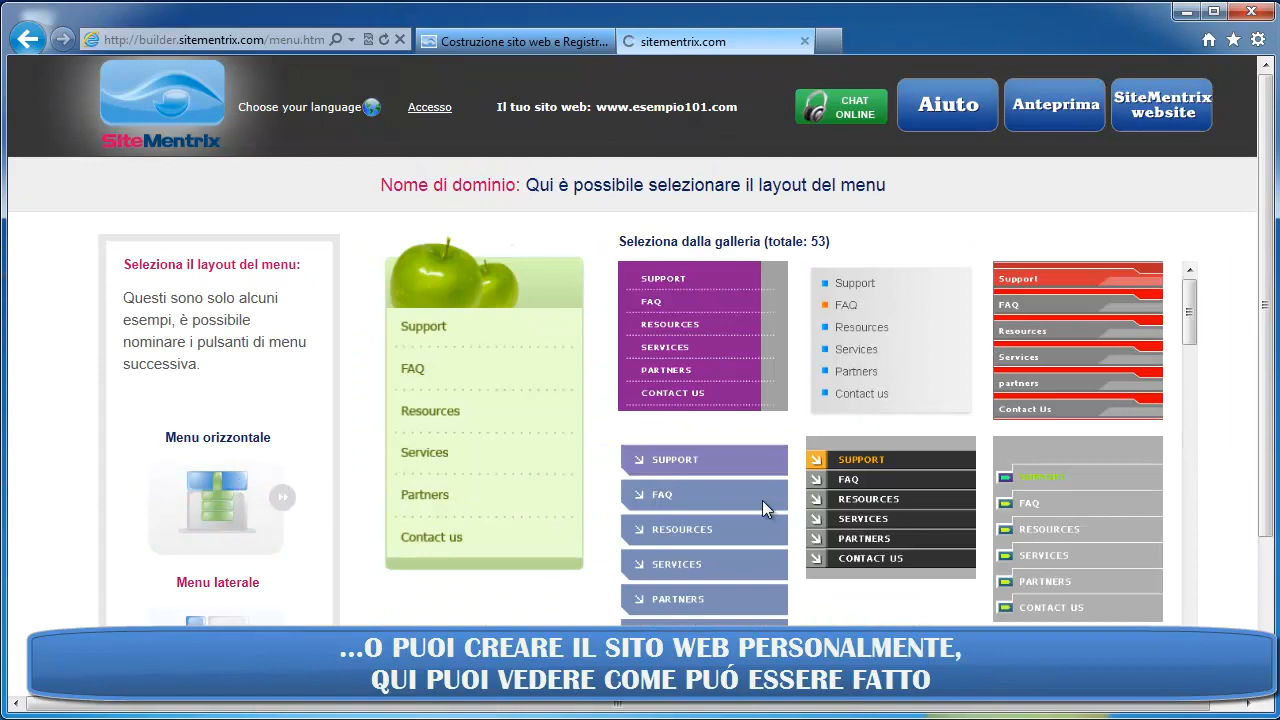 http://builder.sitementrix.com/menu.htm
Costruzione sito web e Registr...
sitementrix.com
SiteMentrix
Choose your language
Accesso
Il tuo sito web: www.esempio101.com
CHAT
ONLINE
Aiuto
Anteprima
SiteMentrix
website
Nome di dominio: Qui è possibile selezionare il layout del menu
Seleziona il layout del menu:
Questi sono solo alcuni
esempi, è possibile
nominare i pulsanti di menu
successiva.
Menu orizzontale
Menu laterale
Support
FAQ
Resources
Services
Partners
Contact us
Seleziona dalla galleria (totale: 53)
SUPPORT
FAQ
RESOURCES
SERVICES
PARTNERS
CONTACT US
Support
FAQ
Resources
Services
Partners
Contact us
Support
FAQ
Resources
Services
partners
Contact Us
SUPPORT
FAQ
RESOURCES
SERVICES
PARTNERS
SUPPORT
FAQ
RESOURCES
SERVICES
PARTNERS
CONTACT US
SUPPORT
FAQ
RESOURCES
SERVICES
PARTNERS
CONTACT US
...O PUOI CREARE IL SITO WEB PERSONALMENTE,
QUI PUOI VEDERE COME PUÓ ESSERE FATTO